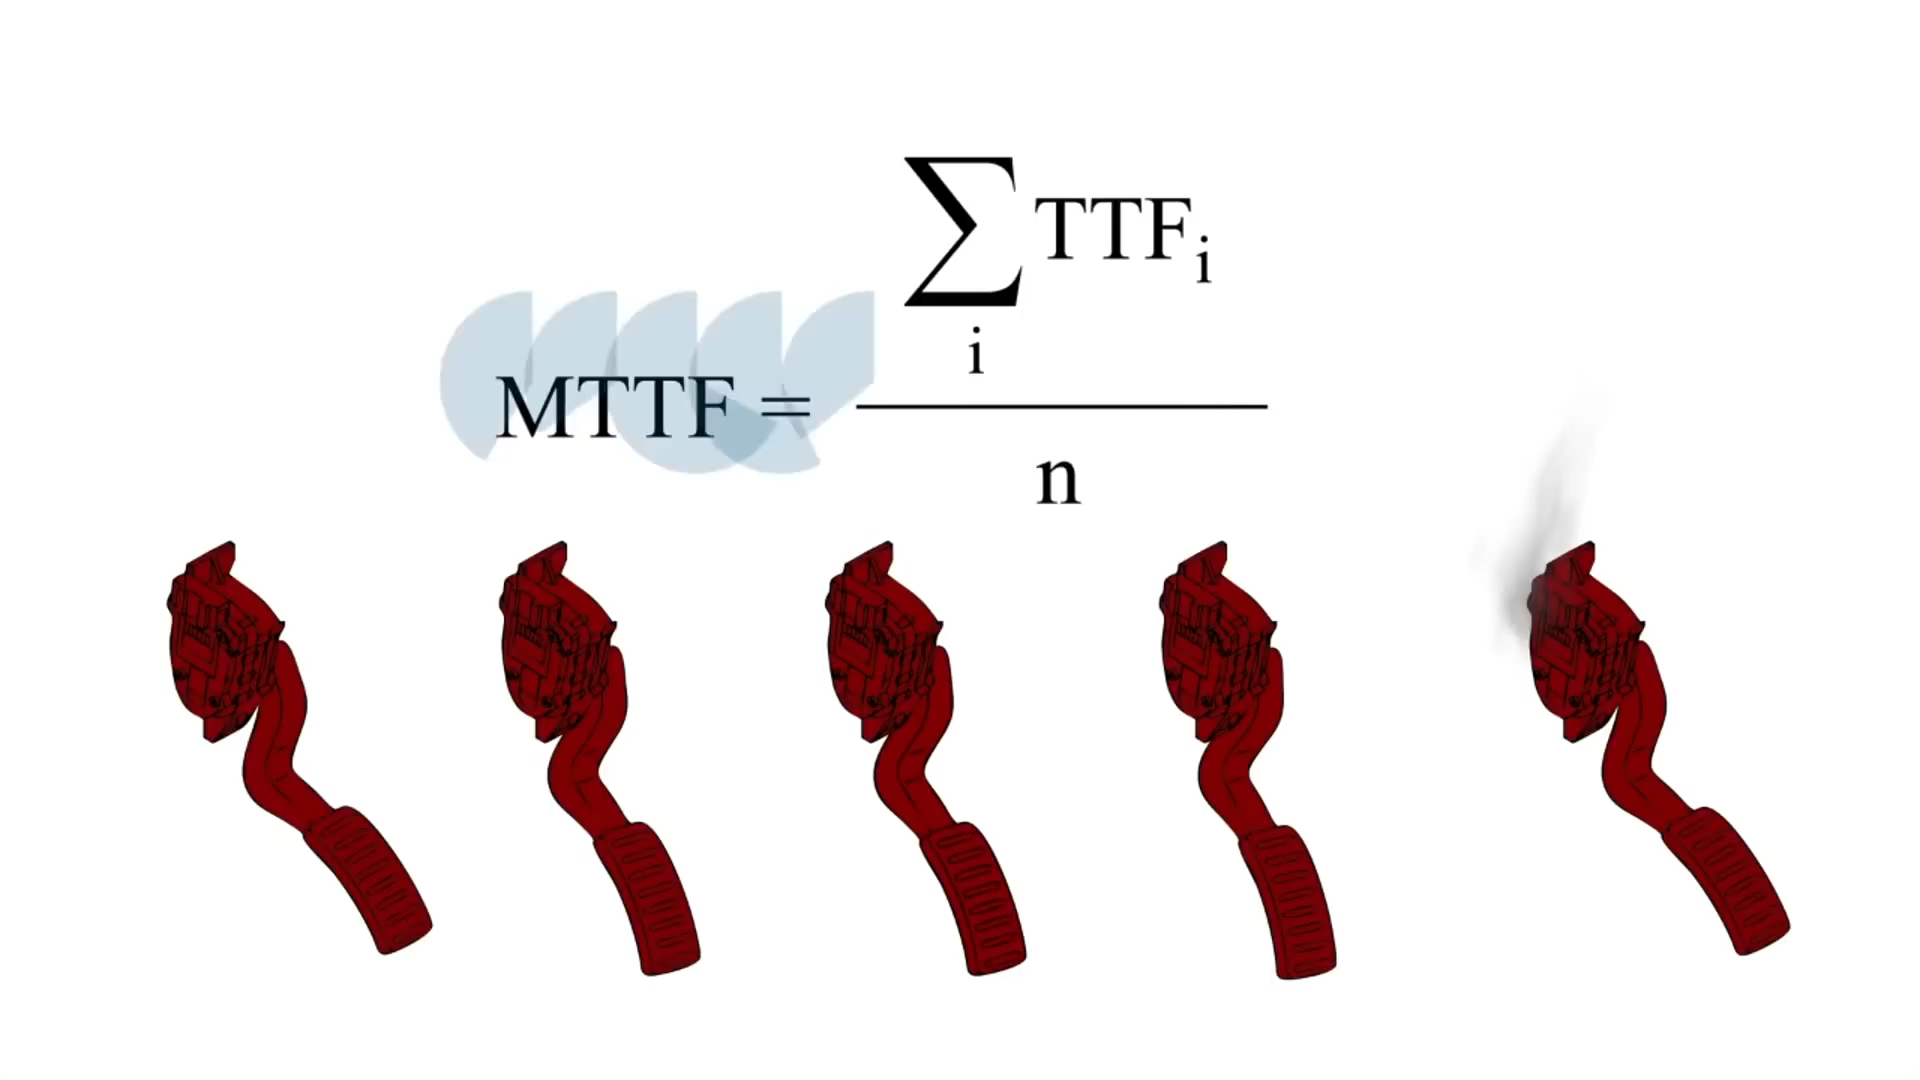 ∑ TTFi
i
MTTF =
n